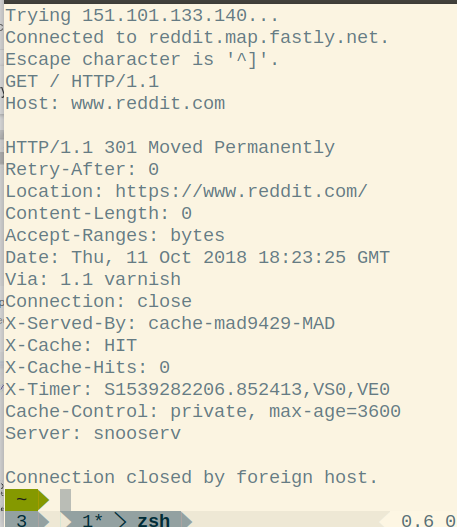 Trying 151.101.133.140...
Connected to reddit.map.fastly.net.
Escape character is '^]'.
GET / HTTP/1.1
Host: www.reddit.com

HTTP/1.1 301 Moved Permanently
Retry-After: 0
Location: https://www.reddit.com/
Content-Length: 0
Accept-Ranges: bytes
Date: Thu, 11 Oct 2018 18:23:25 GMT
Via: 1.1 varnish
Connection: close
X-Served-By: cache-mad9429-MAD
X-Cache: HIT
X-Cache-Hits: 0
X-Timer: S1539282206.852413,VS0,VE0
Cache-Control: private, max-age=3600
Server: snooserv

Connection closed by foreign host.
~
3 1* zsh 0.6 0